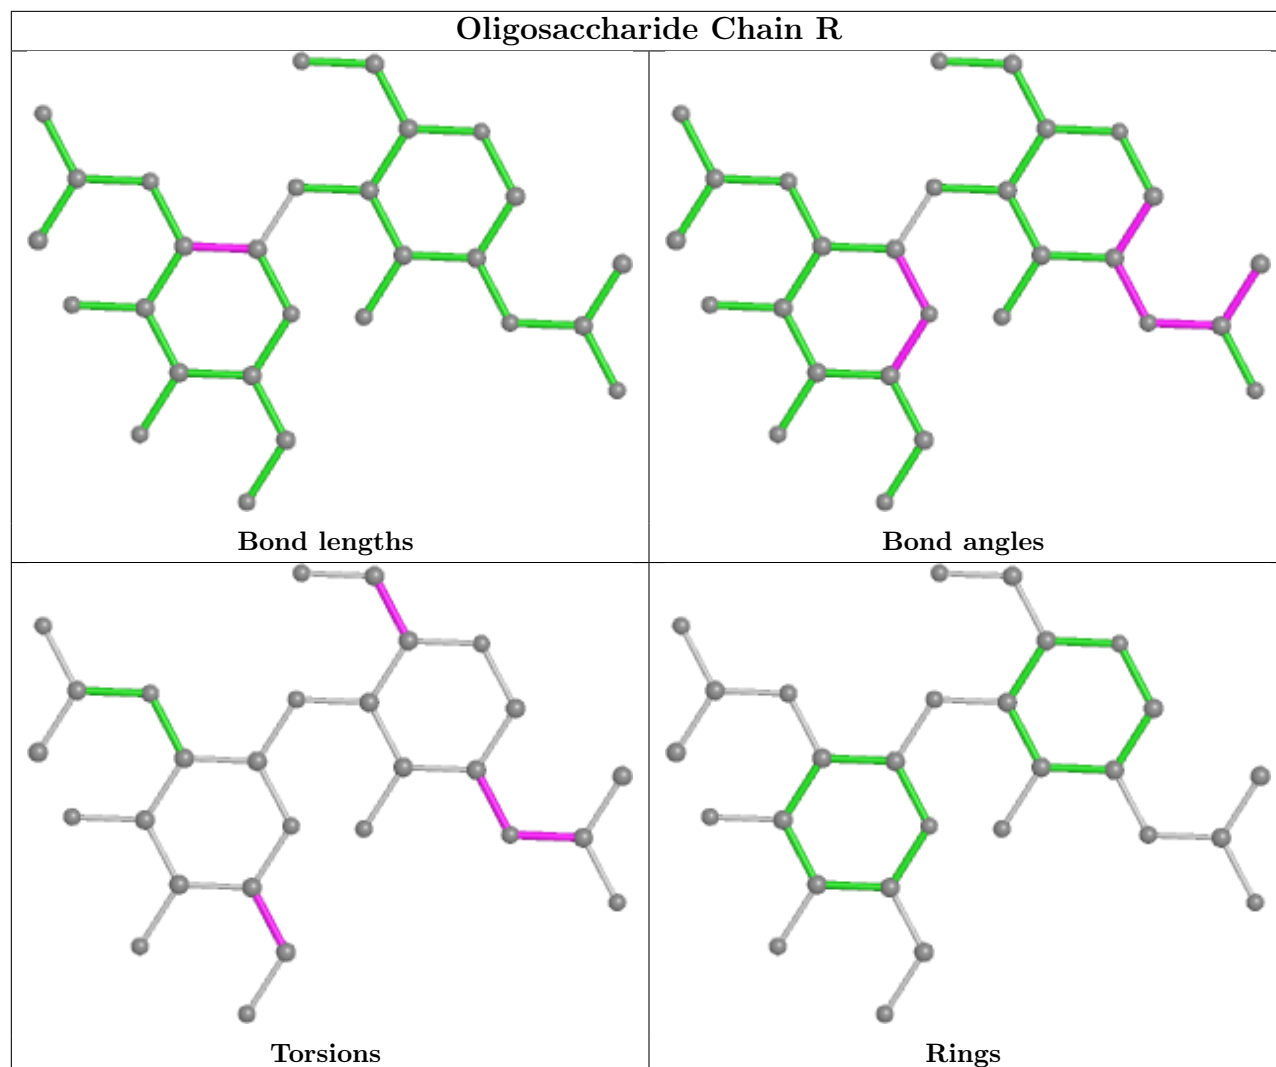 Oligosaccharide Chain R
Bond lengths
Bond angles
Torsions
Rings